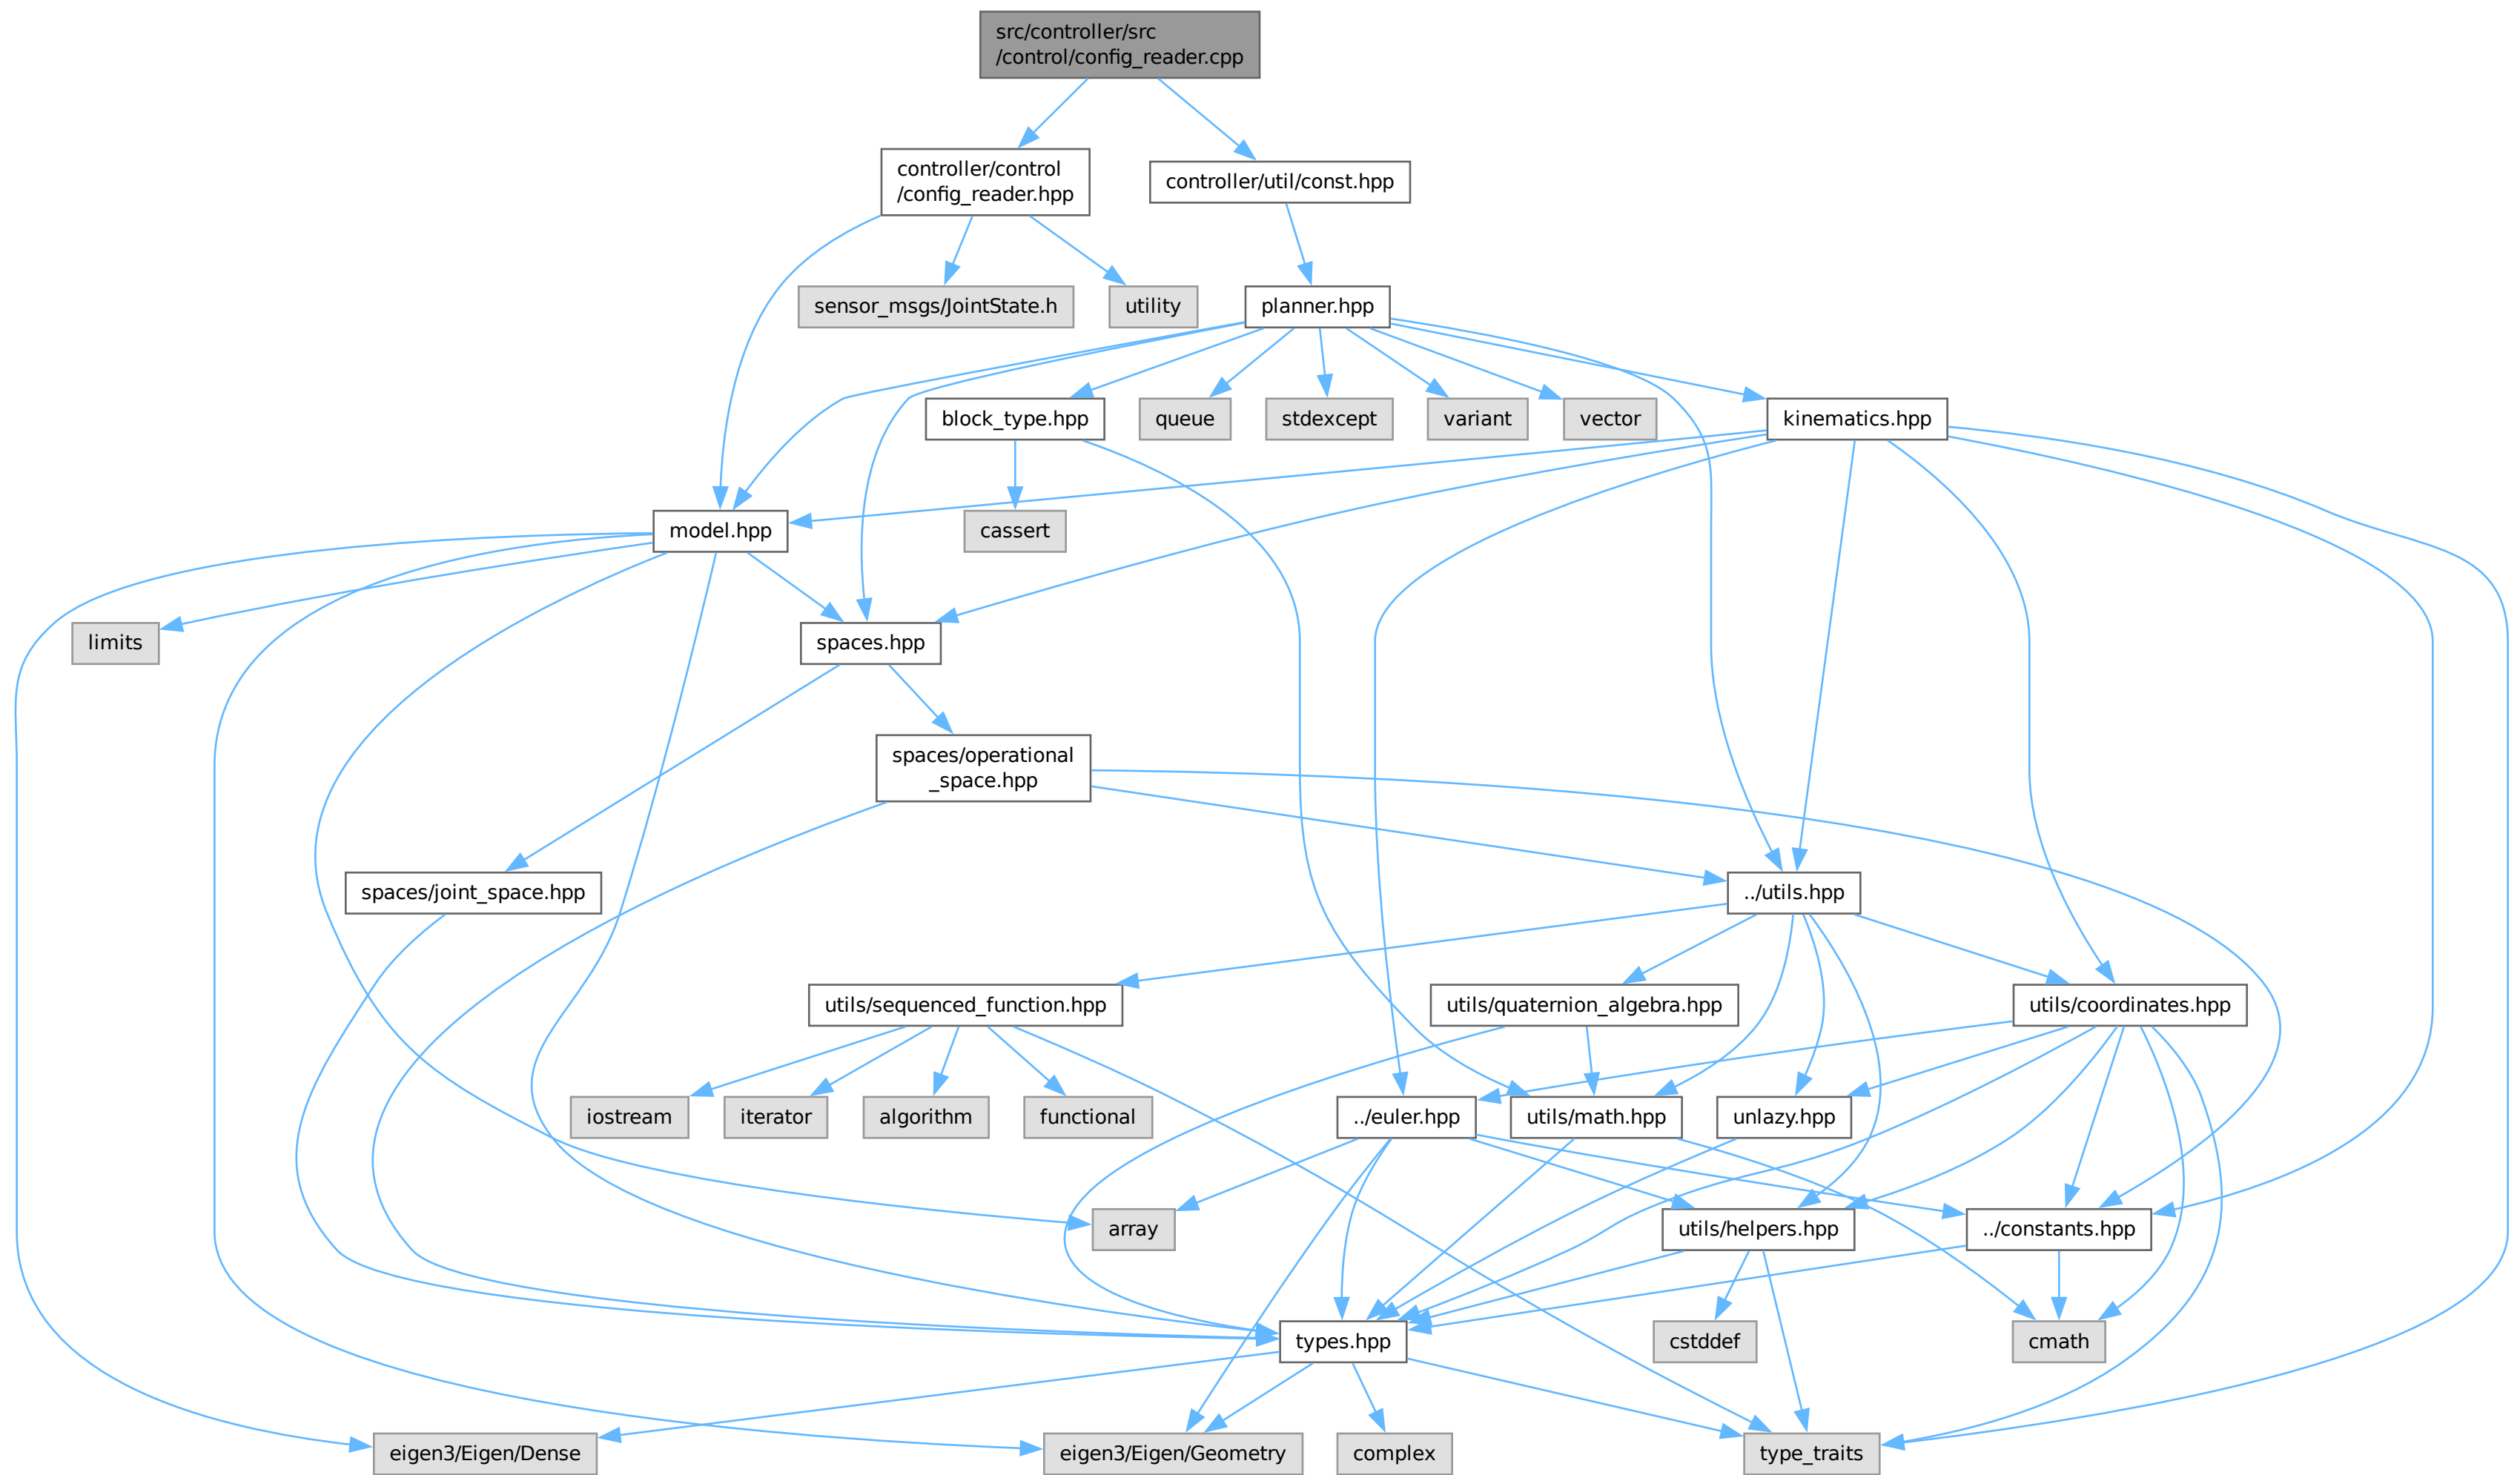 src/controller/src
/control/config_reader.cpp
controller/control
/config_reader.hpp
controller/util/const.hpp
sensor_msgs/JointState.h
utility
planner.hpp
block_type.hpp
queue
stdexcept
variant
vector
kinematics.hpp
model.hpp
cassert
limits
spaces.hpp
spaces/operational
_space.hpp
spaces/joint_space.hpp
../utils.hpp
utils/sequenced_function.hpp
utils/quaternion_algebra.hpp
utils/coordinates.hpp
iostream
iterator
algorithm
functional
../euler.hpp
utils/math.hpp
unlazy.hpp
array
utils/helpers.hpp
../constants.hpp
types.hpp
cstddef
cmath
eigen3/Eigen/Dense
eigen3/Eigen/Geometry
complex
type_traits